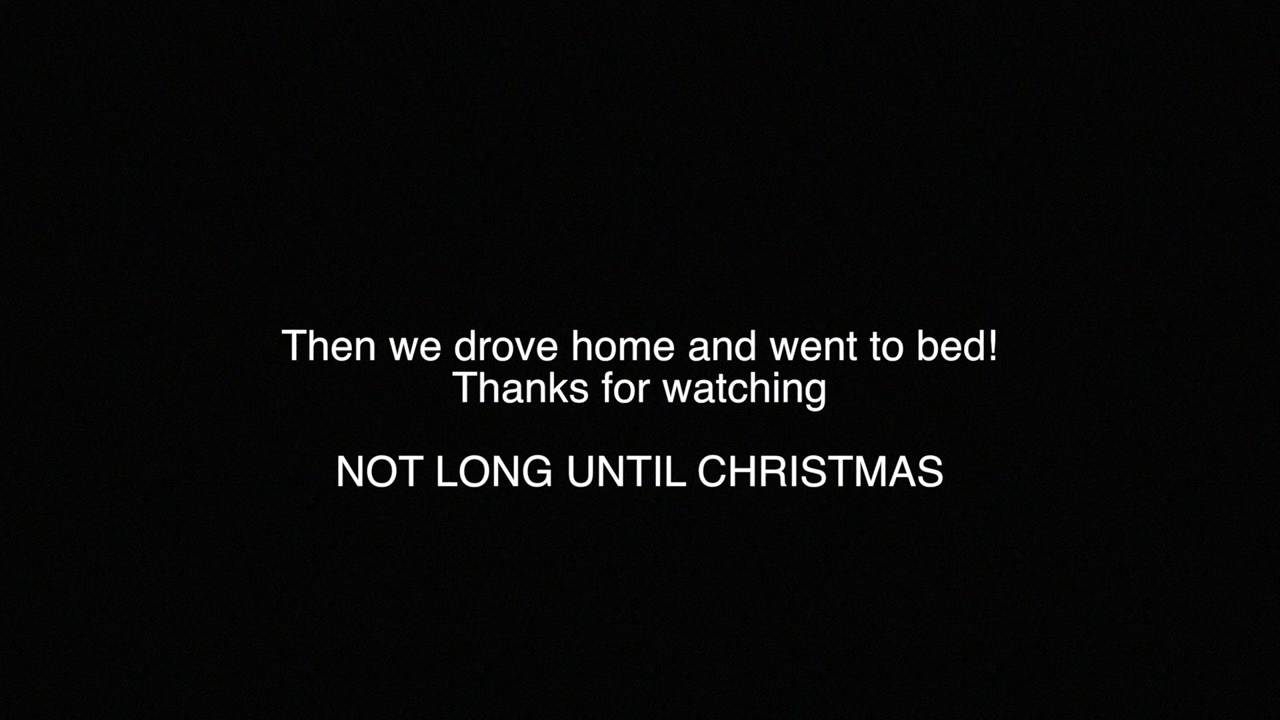 Then we drove home and went to bed!
Thanks for watching
NOT LONG UNTIL CHRISTMAS